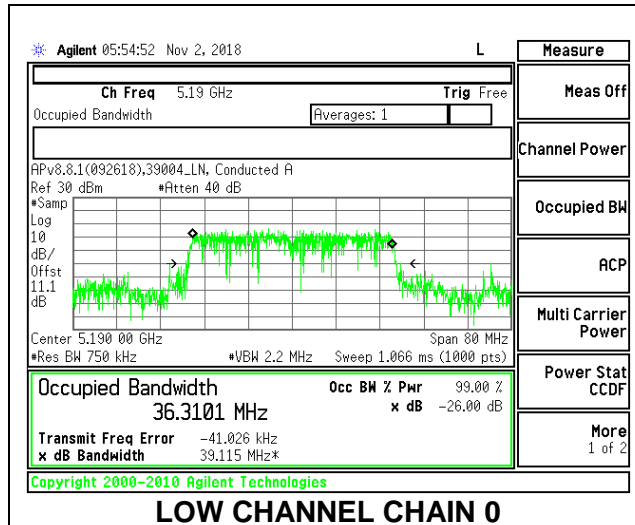 Agilent 05:54:52 Nov 2, 2018 L
Measure
Ch Freq 5.19 GHz Trig Free
Occupied Bandwidth Averages: 1
APv8.8.1(092618),39004_LN, Conducted A
Ref 30 dBm #Atten 40 dB
#Samp
Log
10
dB/
Offst
11.1
dB
Center 5.190 00 GHz Span 80 MHz
#Res BW 750 kHz #VBW 2.2 MHz Sweep 1.066 ms (1000 pts)
Occupied Bandwidth Occ BW % Pwr 99.00 %
36.3101 MHz x dB -26.00 dB
Transmit Freq Error -41.026 kHz
x dB Bandwidth 39.115 MHz*
Copyright 2000-2010 Agilent Technologies
Meas Off
Channel Power
Occupied BW
ACP
Multi Carrier
Power
Power Stat
CCDF
More
1 of 2
LOW CHANNEL CHAIN 0